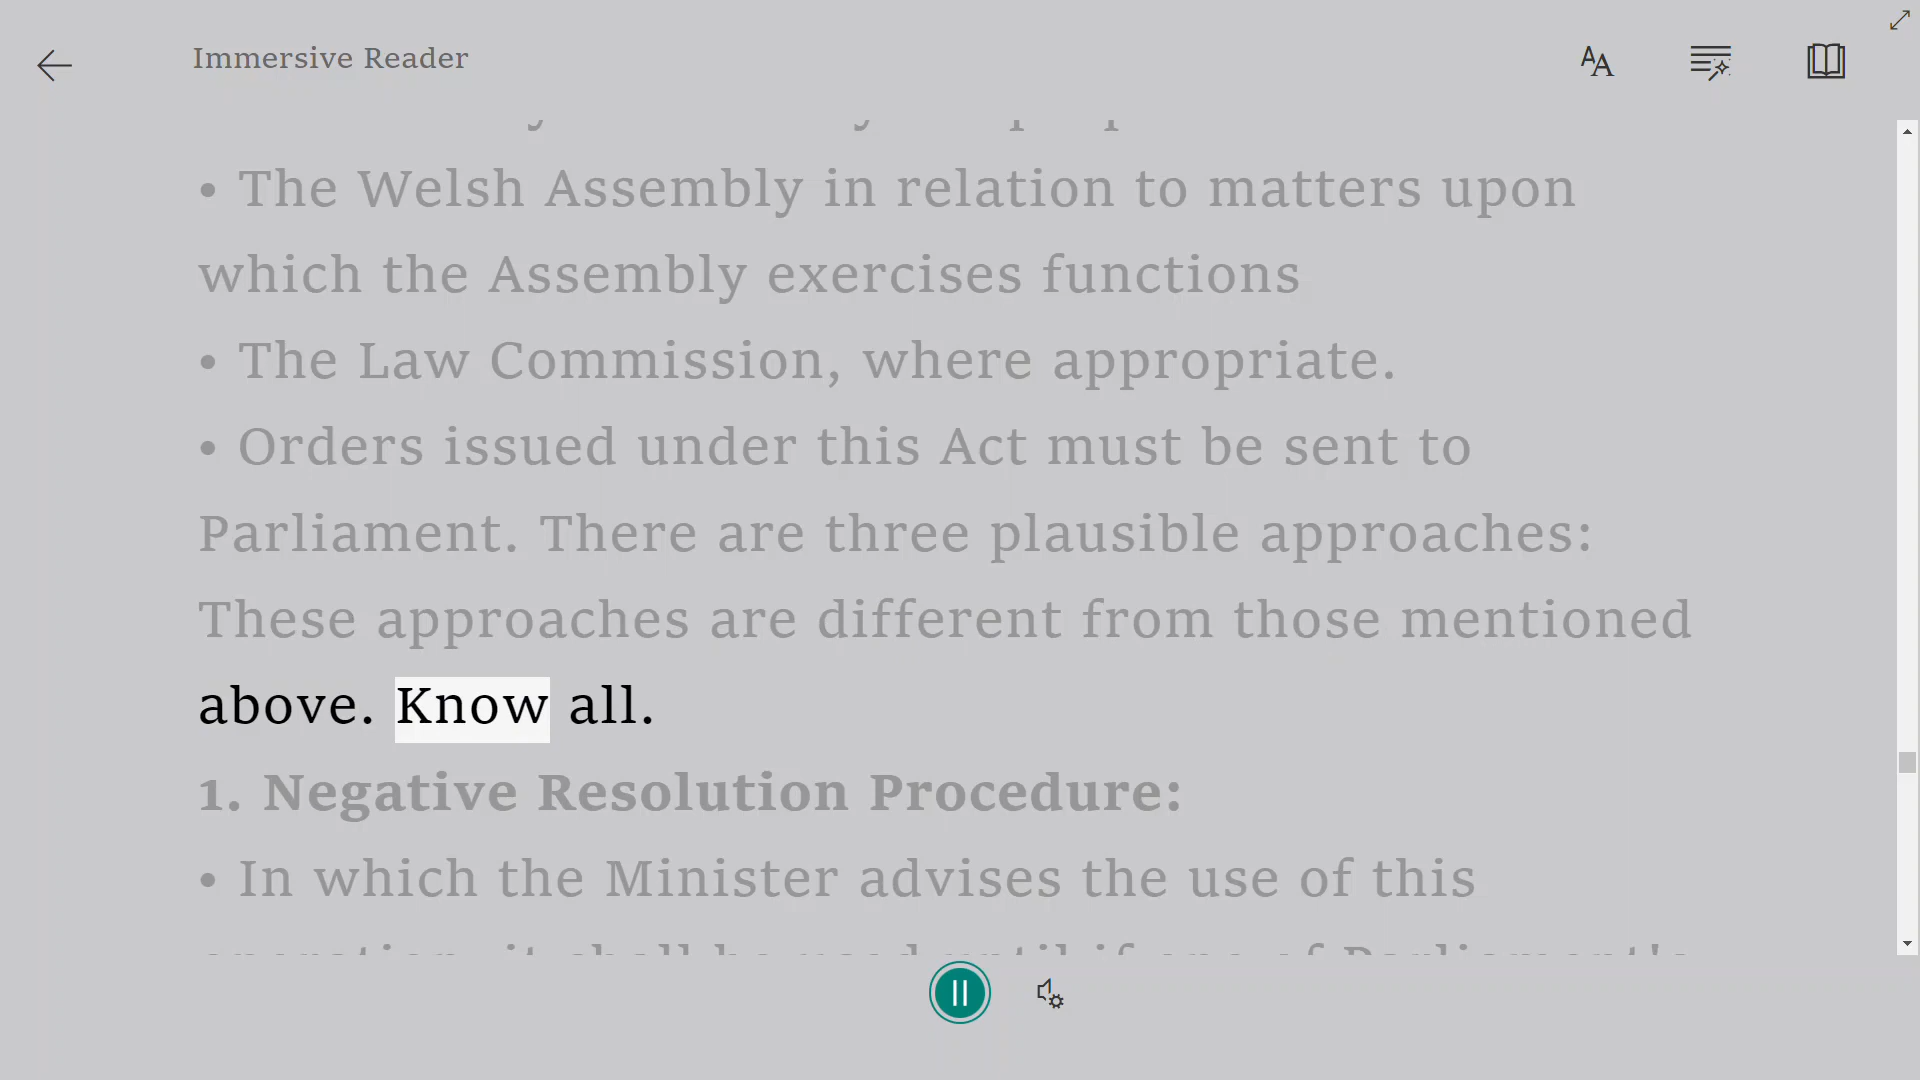 Immersive Reader
• The Welsh Assembly in relation to matters upon
which the Assembly exercises functions
• The Law Commission, where appropriate.
• Orders issued under this Act must be sent to
Parliament. There are three plausible approaches:
These approaches are different from those mentioned
above. Know all.
1. Negative Resolution Procedure:
• In which the Minister advises the use of this